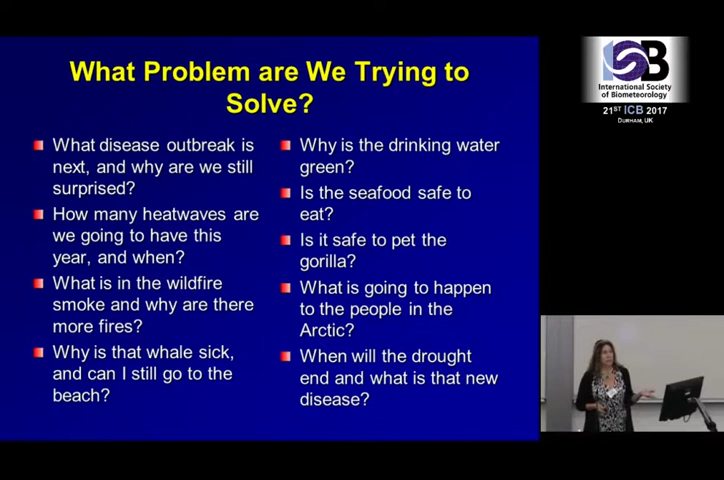 What Problem are We Trying to
Solve?
What disease outbreak is
next, and why are we still
surprised?
How many heatwaves are
we going to have this
year, and when?
What is in the wildfire
smoke and why are there
more fires?
Why is that whale sick,
and can I still go to the
beach?
Why is the drinking water
green?
Is the seafood safe to
eat?
Is it safe to pet the
gorilla?
What is going to happen
to the people in the
Arctic?
When will the drought
end and what is that new
disease?
ISB
International Society
of Biometeorology
21ST ICB 2017
DURHAM, UK